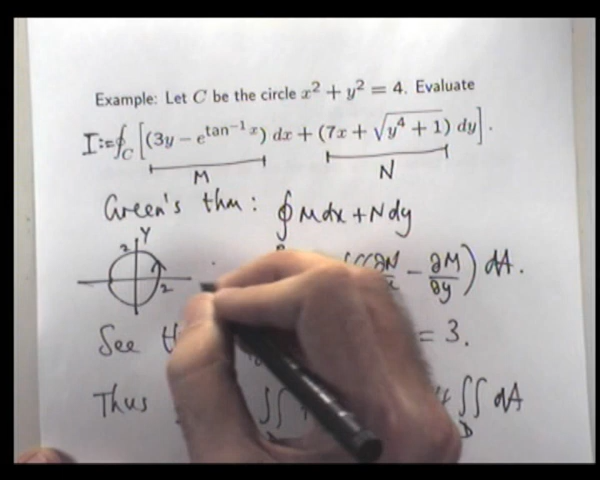 Example: Let C be the circle x² + y² = 4. Evaluate
I := ∮_C [(3y − e^{tan⁻¹ x}) dx + (7x + √(y⁴ + 1)) dy].
M N
Green's thm: ∮ M dx + N dy
Y
2
2
∂N − ∂M/∂y) dA.
See = 3.
Thus ∬ ∬_D dA